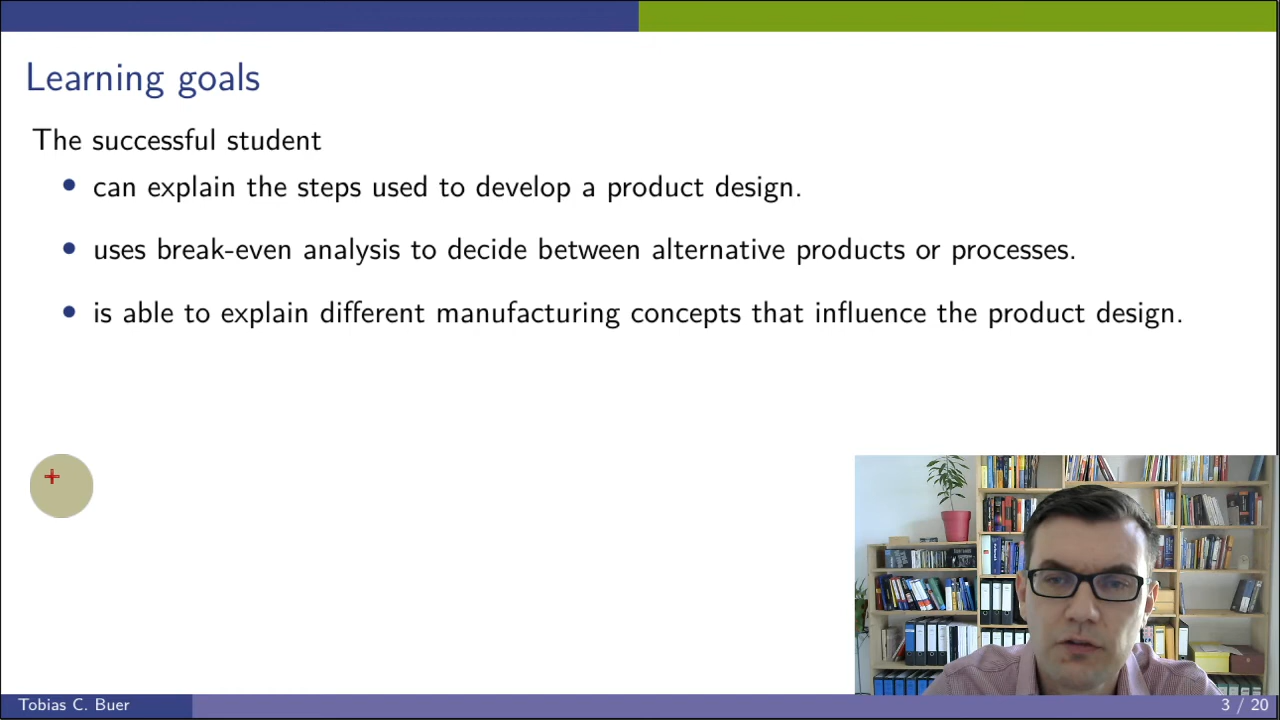 Learning goals
The successful student
• can explain the steps used to develop a product design.
• uses break-even analysis to decide between alternative products or processes.
• is able to explain different manufacturing concepts that influence the product design.
Tobias C. Buer
3 / 20